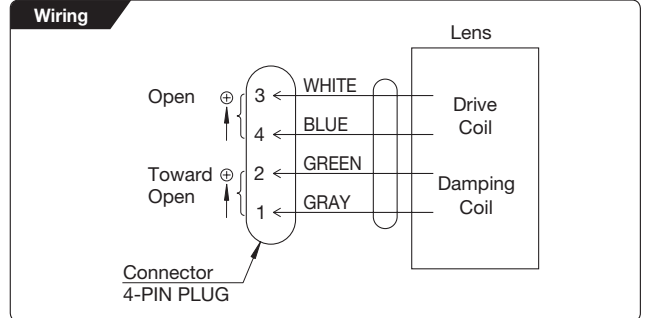 Wiring
Lens
Open ⊕ 3 WHITE
Drive
4 BLUE
Coil
Toward ⊕ 2 GREEN
Open
Damping
1 GRAY
Coil
Connector
4-PIN PLUG